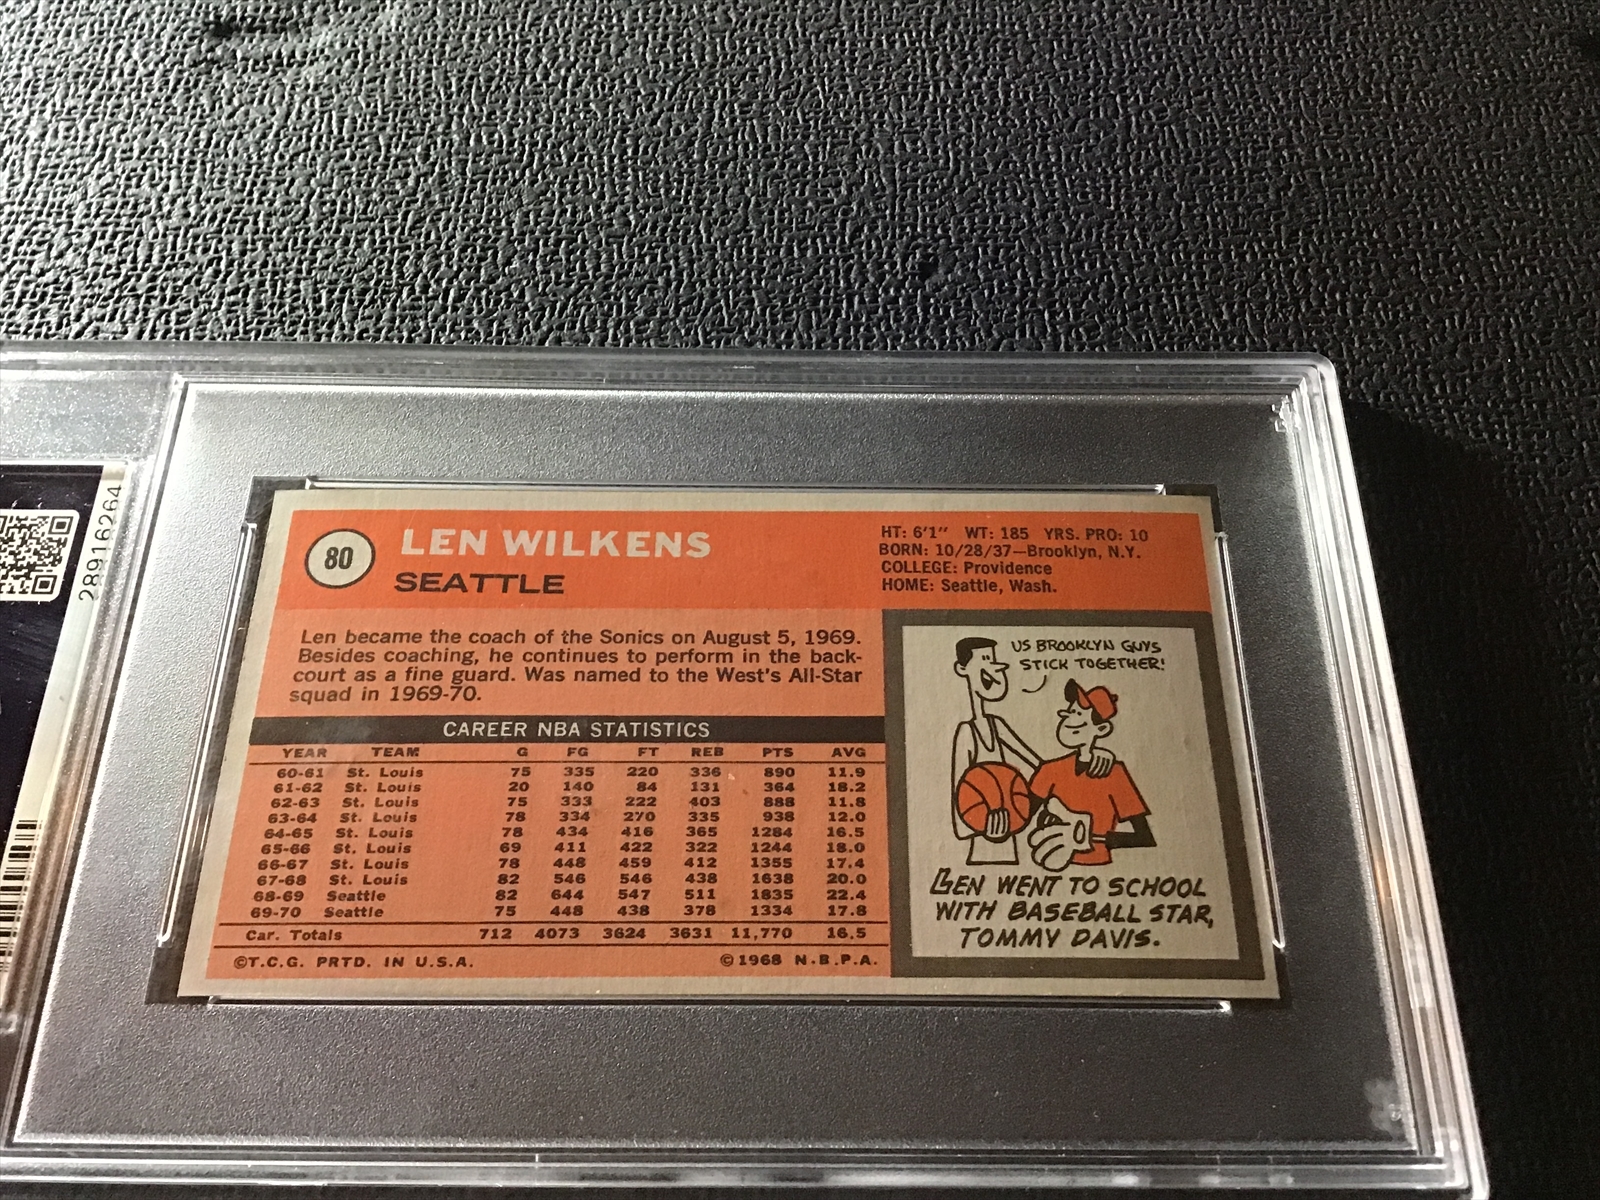 28916264
80
LEN WILKENS
SEATTLE
HT: 6'1" WT: 185 YRS. PRO: 10
BORN: 10/28/37—Brooklyn, N.Y.
COLLEGE: Providence
HOME: Seattle, Wash.
Len became the coach of the Sonics on August 5, 1969.
Besides coaching, he continues to perform in the back-
court as a fine guard. Was named to the West's All-Star
squad in 1969-70.
CAREER NBA STATISTICS
YEAR TEAM G FG FT REB PTS AVG
60-61 St. Louis 75 335 220 336 890 11.9
61-62 St. Louis 20 140 84 131 364 18.2
62-63 St. Louis 75 333 222 403 888 11.8
63-64 St. Louis 78 334 270 335 938 12.0
64-65 St. Louis 78 434 416 365 1284 16.5
65-66 St. Louis 69 411 422 322 1244 18.0
66-67 St. Louis 78 448 459 412 1355 17.4
67-68 St. Louis 82 546 546 438 1638 20.0
68-69 Seattle 82 644 547 511 1835 22.4
69-70 Seattle 75 448 438 378 1334 17.8
Car. Totals 712 4073 3624 3631 11,770 16.5
©T.C.G. PRTD. IN U.S.A. ©1968 N.B.P.A.
US BROOKLYN GUYS
STICK TOGETHER!
LEN WENT TO SCHOOL
WITH BASEBALL STAR,
TOMMY DAVIS.